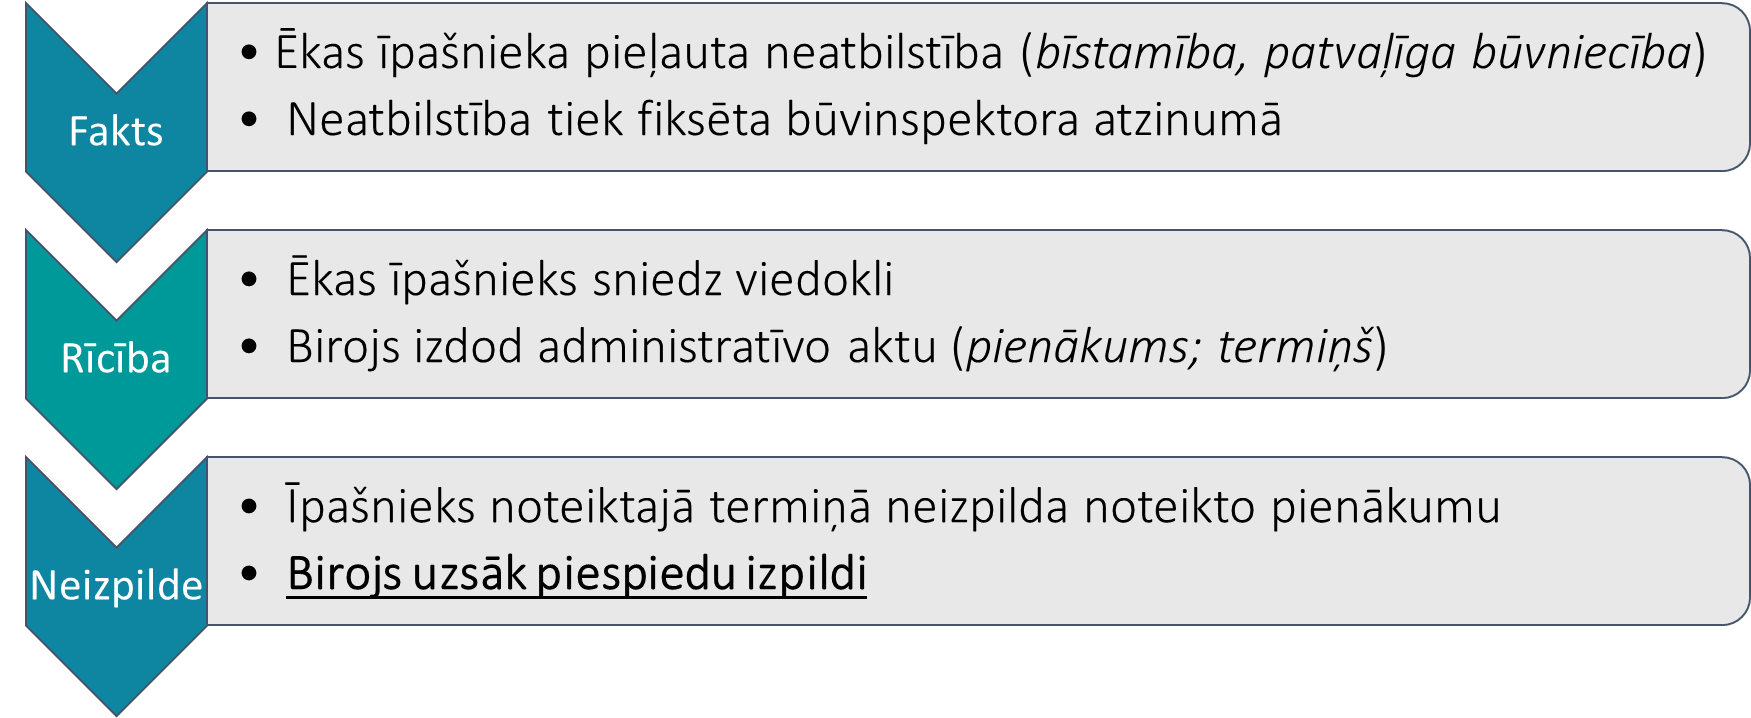 Fakts
• Ēkas īpašnieka pieļauta neatbilstība (bīstamība, patvaļīga būvniecība)
• Neatbilstība tiek fiksēta būvinspektora atzinumā
Rīcība
• Ēkas īpašnieks sniedz viedokli
• Birojs izdod administratīvo aktu (pienākums; termiņš)
Neizpilde
• Īpašnieks noteiktajā termiņā neizpilda noteikto pienākumu
• Birojs uzsāk piespiedu izpildi